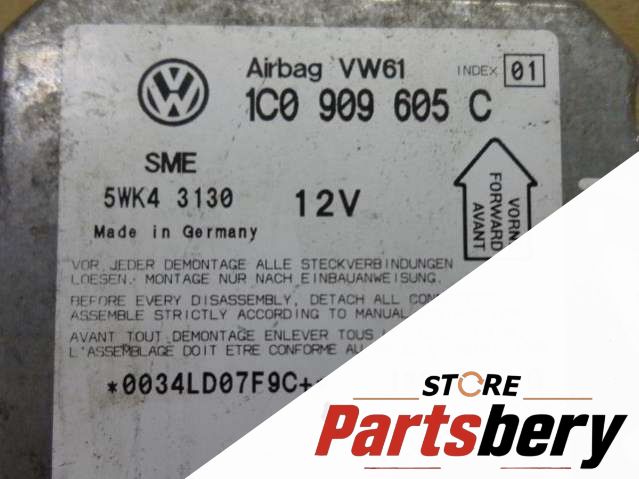 Airbag VW61 INDEX 01
1C0 909 605 C
SME
5WK4 3130 12V
Made in Germany
VORN
FORWARD
AVANT
VOR JEDER DEMONTAGE ALLE STECKVERBINDUNGEN
LOESEN. MONTAGE NUR NACH EINBAUANWEISUNG.
BEFORE EVERY DISASSEMBLY, DETACH ALL CON
ASSEMBLE STRICTLY ACCORDING TO MANUAL.
AVANT TOUT DEMONTAGE ENLEVER TOUS
L'ASSEMBLAGE DOIT ETRE CONFORME AU
*0034LD07F9C+
STORE
Partsbery